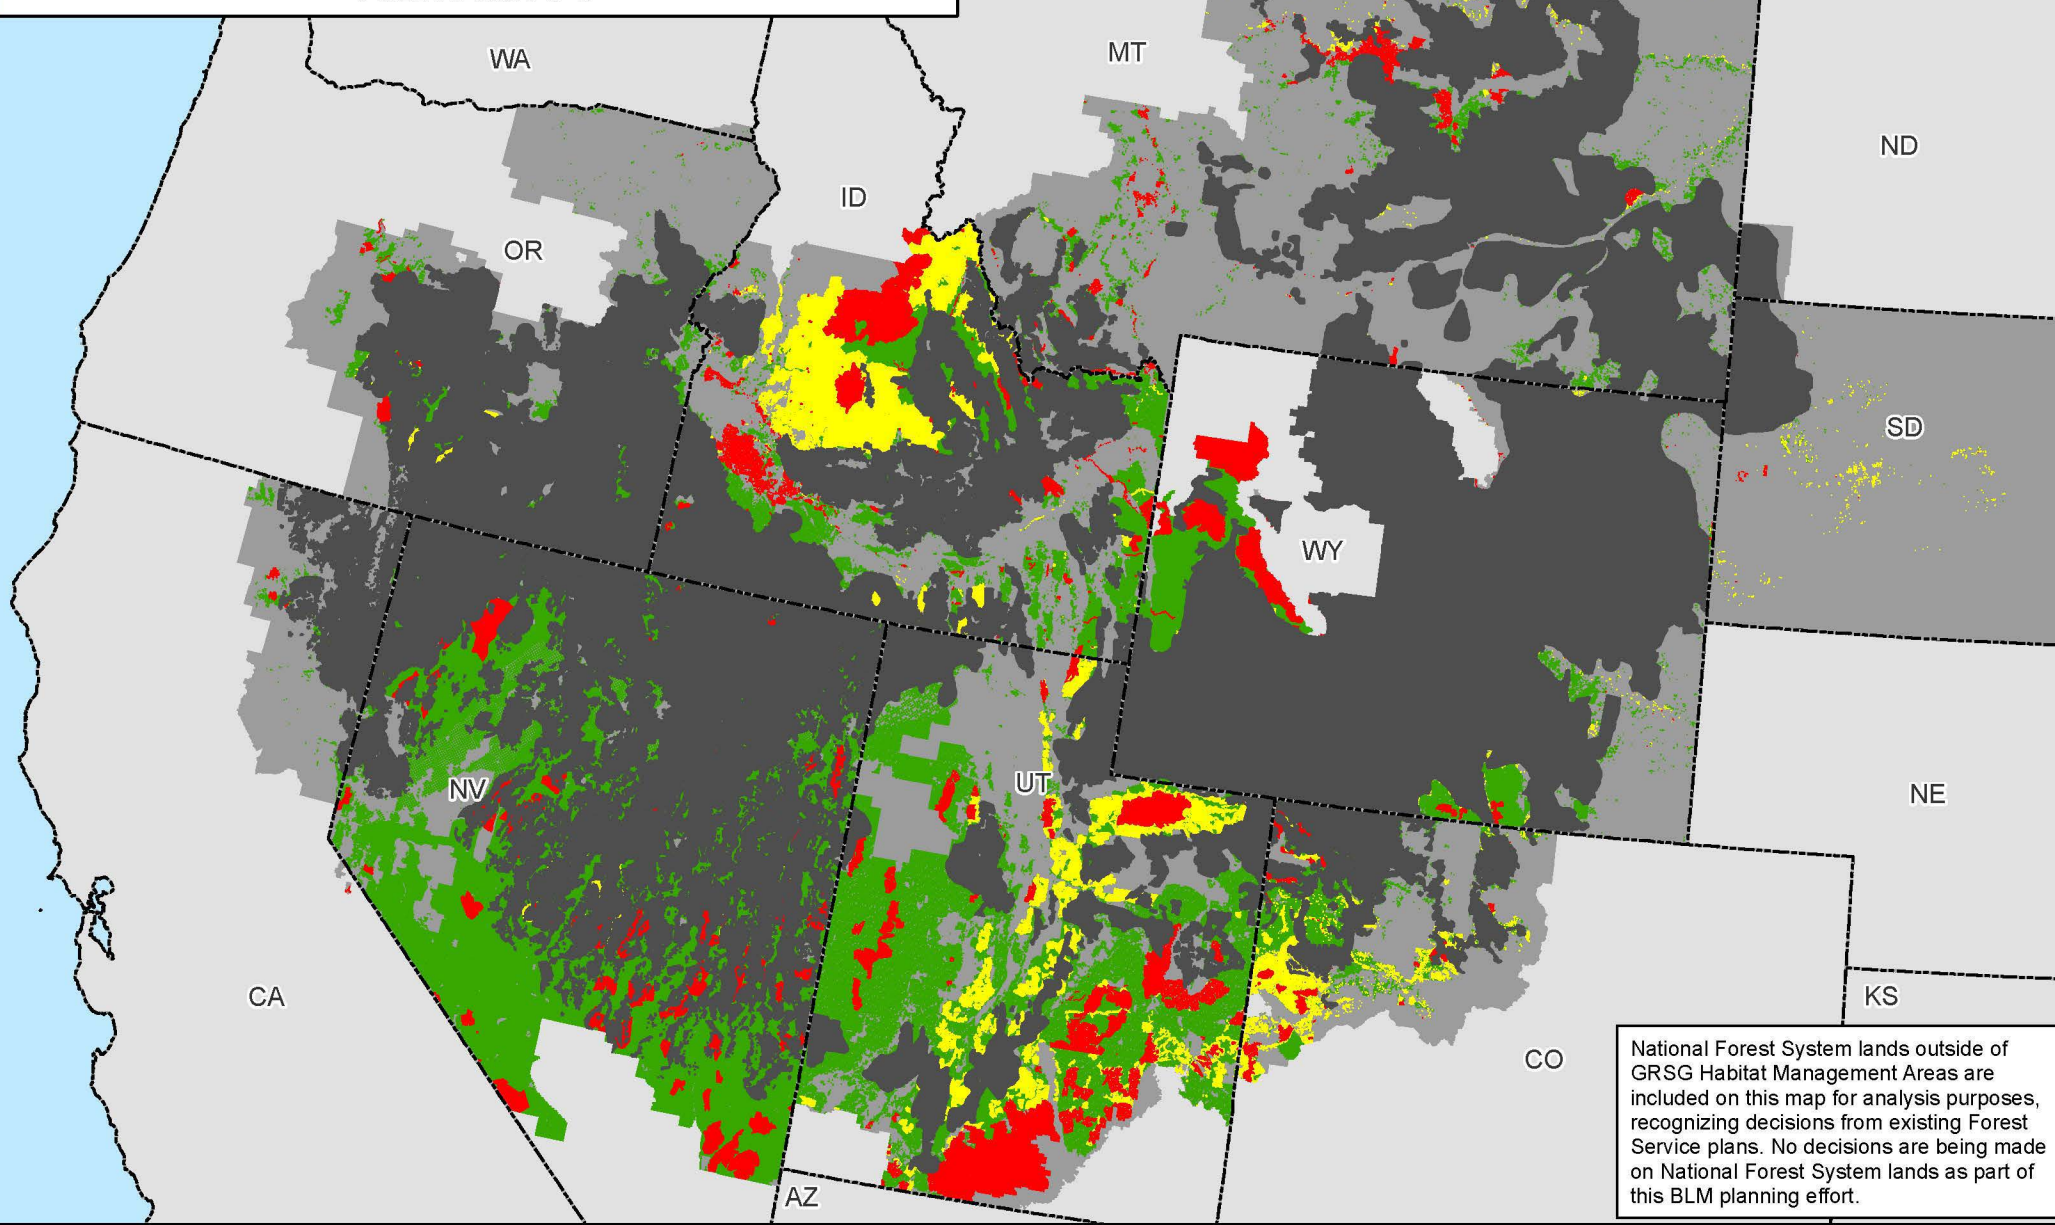 WA
MT
ND
ID
OR
SD
WY
NV
UT
NE
CA
KS
CO
AZ
National Forest System lands outside of
GRSG Habitat Management Areas are
included on this map for analysis purposes,
recognizing decisions from existing Forest
Service plans. No decisions are being made
on National Forest System lands as part of
this BLM planning effort.